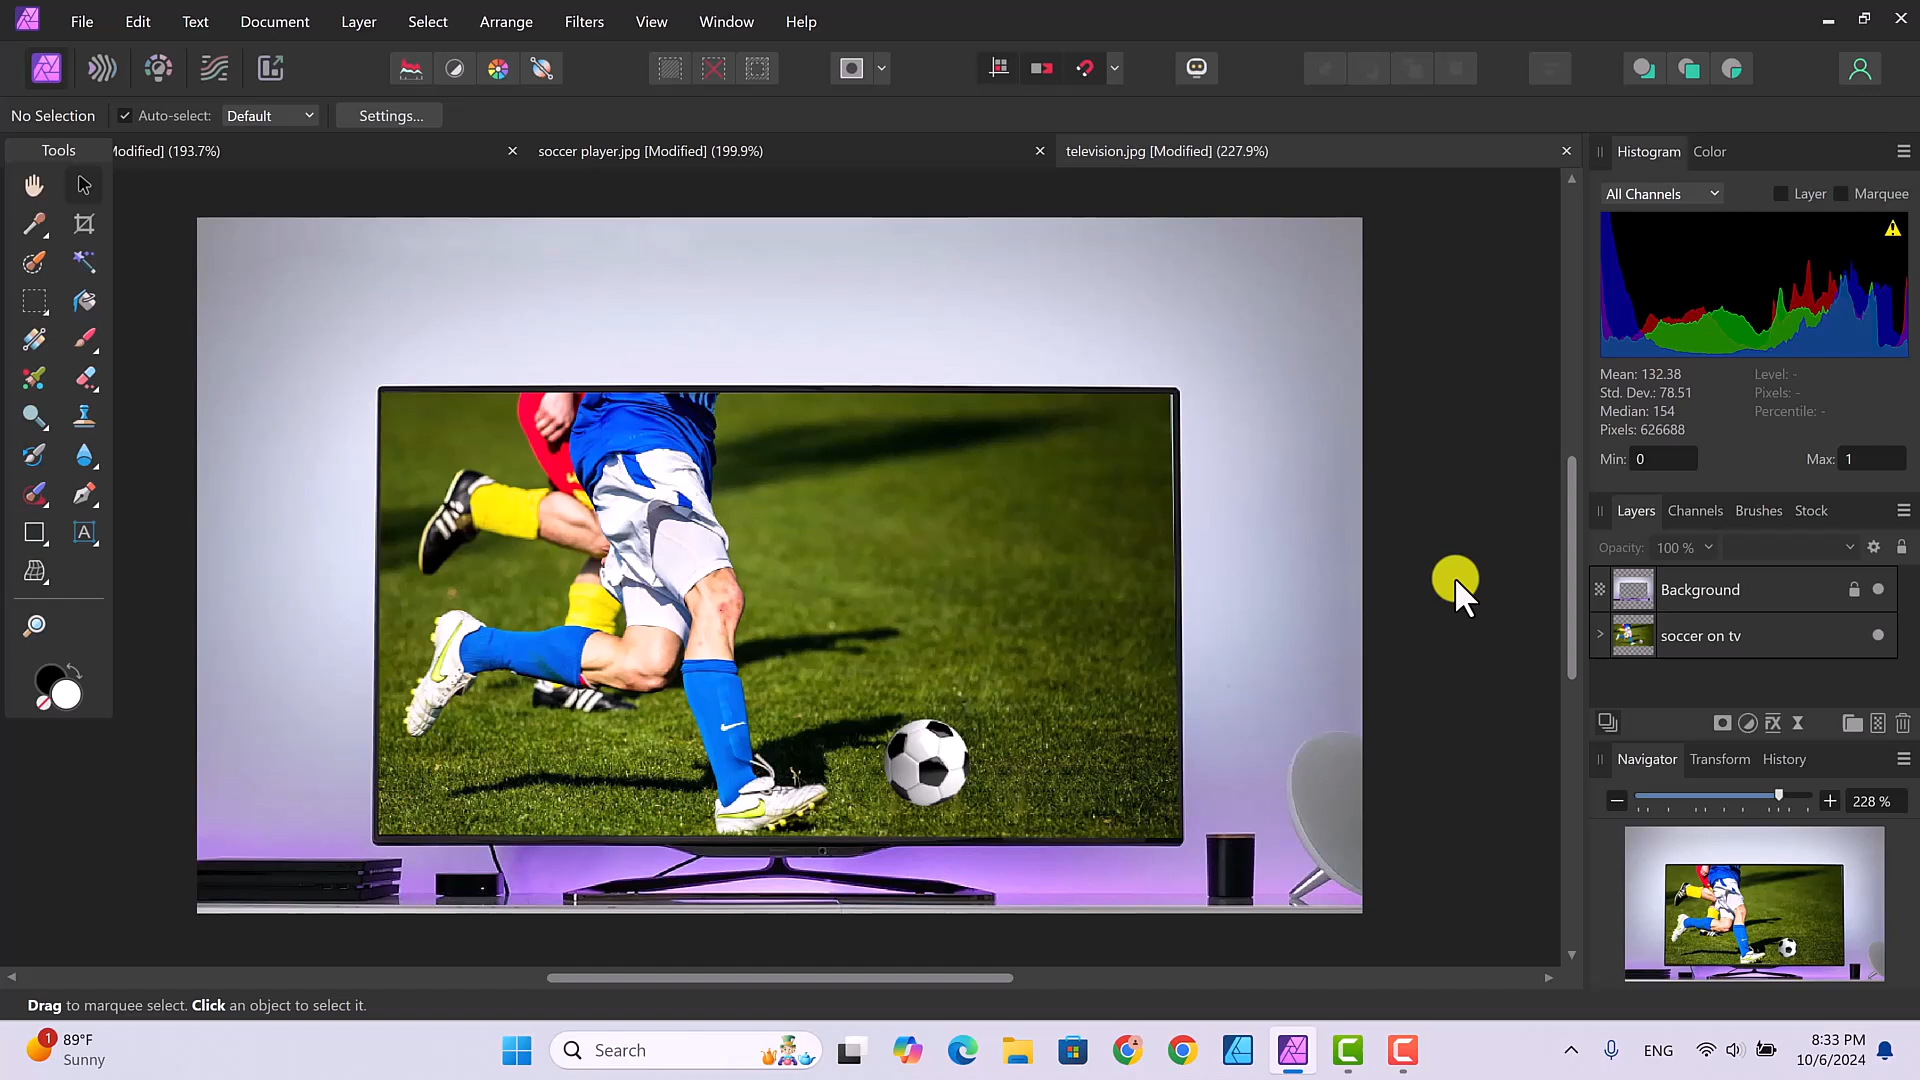 File Edit Text Document Layer Select Arrange Filters View Window Help
No Selection Auto-select: Default Settings...
Tools
Modified] (193.7%)
soccer player.jpg [Modified] (199.9%)
television.jpg [Modified] (227.9%)
Histogram Color
All Channels Layer Marquee
Mean: 132.38 Level: -
Std. Dev.: 78.51 Pixels: -
Median: 154 Percentile: -
Pixels: 626688
Min: 0 Max: 1
Layers Channels Brushes Stock
Opacity: 100 %
Background
soccer on tv
Navigator Transform History
228 %
Drag to marquee select. Click an object to select it.
1
89°F
Sunny
Search
ENG
8:33 PM
10/6/2024